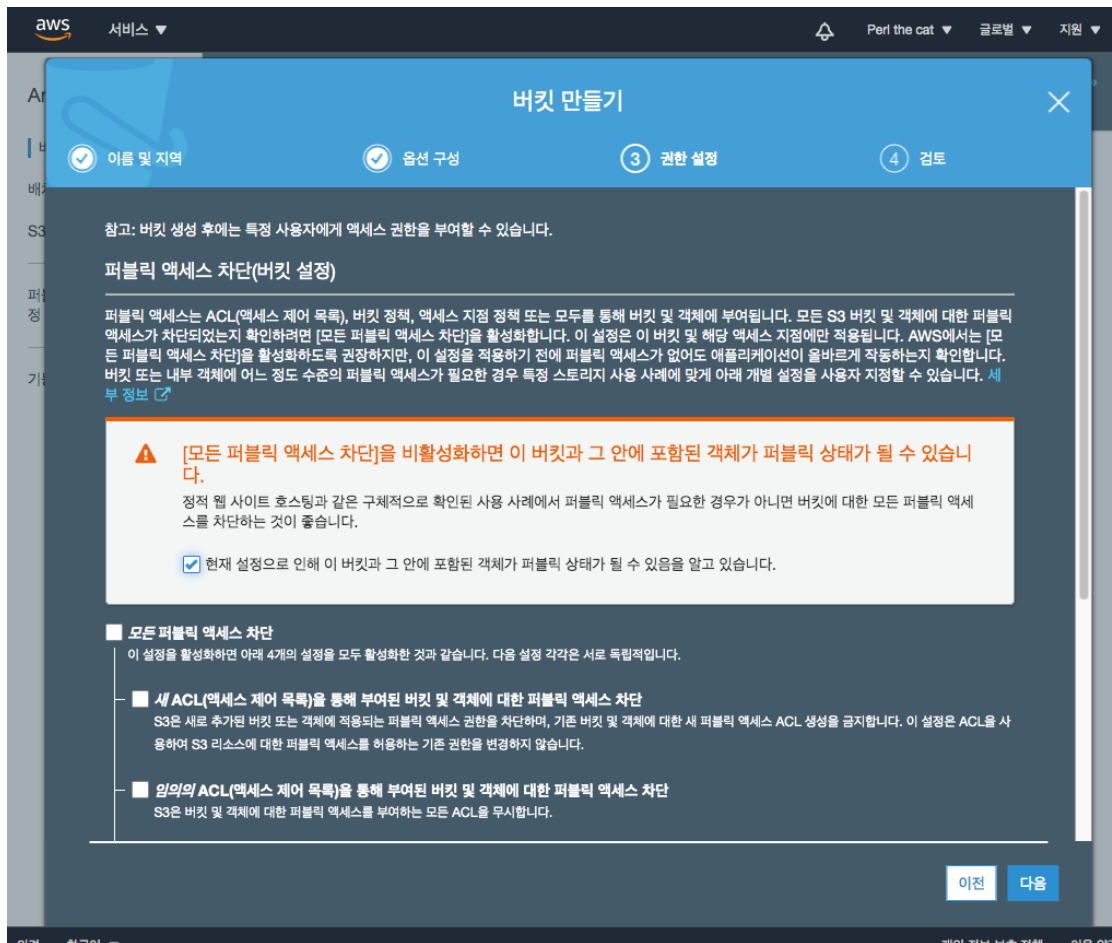 aws 서비스 ▼ Perl the cat ▼ 글로벌 ▼ 지원 ▼
버킷 만들기
이름 및 지역 옵션 구성 3 권한 설정 4 검토
S3
정
참고: 버킷 생성 후에는 특정 사용자에게 액세스 권한을 부여할 수 있습니다.
퍼블릭 액세스 차단(버킷 설정)
퍼블릭 액세스는 ACL(액세스 제어 목록), 버킷 정책, 액세스 지점 정책 또는 모두를 통해 버킷 및 객체에 부여됩니다. 모든 S3 버킷 및 객체에 대한 퍼블릭
액세스가 차단되었는지 확인하려면 [모든 퍼블릭 액세스 차단]을 활성화합니다. 이 설정은 이 버킷 및 해당 액세스 지점에만 적용됩니다. AWS에서는 [모
든 퍼블릭 액세스 차단]을 활성화하도록 권장하지만, 이 설정을 적용하기 전에 퍼블릭 액세스가 없어도 애플리케이션이 올바르게 작동하는지 확인합니다.
버킷 또는 내부 객체에 어느 정도 수준의 퍼블릭 액세스가 필요한 경우 특정 스토리지 사용 사례에 맞게 아래 개별 설정을 사용자 지정할 수 있습니다. 세
부 정보
[모든 퍼블릭 액세스 차단]을 비활성화하면 이 버킷과 그 안에 포함된 객체가 퍼블릭 상태가 될 수 있습니
다.
정적 웹 사이트 호스팅과 같은 구체적으로 확인된 사용 사례에서 퍼블릭 액세스가 필요한 경우가 아니면 버킷에 대한 모든 퍼블릭 액세
스를 차단하는 것이 좋습니다.
현재 설정으로 인해 이 버킷과 그 안에 포함된 객체가 퍼블릭 상태가 될 수 있음을 알고 있습니다.
모든 퍼블릭 액세스 차단
이 설정을 활성화하면 아래 4개의 설정을 모두 활성화한 것과 같습니다. 다음 설정 각각은 서로 독립적입니다.
새 ACL(액세스 제어 목록)을 통해 부여된 버킷 및 객체에 대한 퍼블릭 액세스 차단
S3은 새로 추가된 버킷 또는 객체에 적용되는 퍼블릭 액세스 권한을 차단하며, 기존 버킷 및 객체에 대한 새 퍼블릭 액세스 ACL 생성을 금지합니다. 이 설정은 ACL을 사
용하여 S3 리소스에 대한 퍼블릭 액세스를 허용하는 기존 권한을 변경하지 않습니다.
임의의 ACL(액세스 제어 목록)을 통해 부여된 버킷 및 객체에 대한 퍼블릭 액세스 차단
S3은 버킷 및 객체에 대한 퍼블릭 액세스를 부여하는 모든 ACL을 무시합니다.
이전 다음